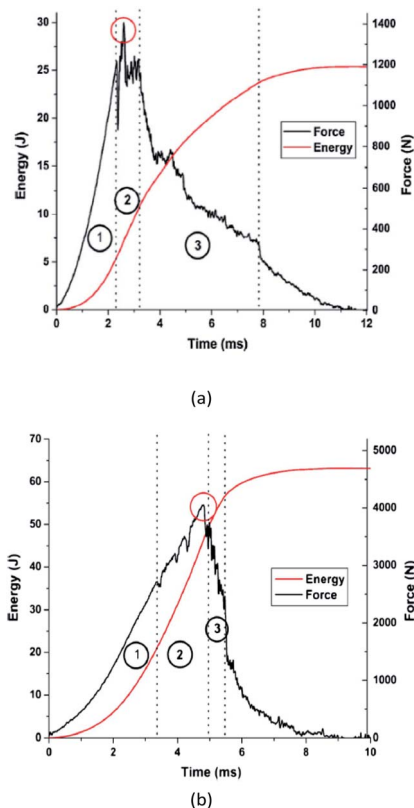 30
25
20
15
10
5
0
Energy (J)
1400
1200
1000
800
600
400
200
0
Force (N)
Force
Energy
1
2
3
0 2 4 6 8 10 12
Time (ms)
(a)
70
60
50
40
30
20
10
0
Energy (J)
5000
4000
3000
2000
1000
0
Force (N)
Energy
Force
1
2
3
0 2 4 6 8 10
Time (ms)
(b)